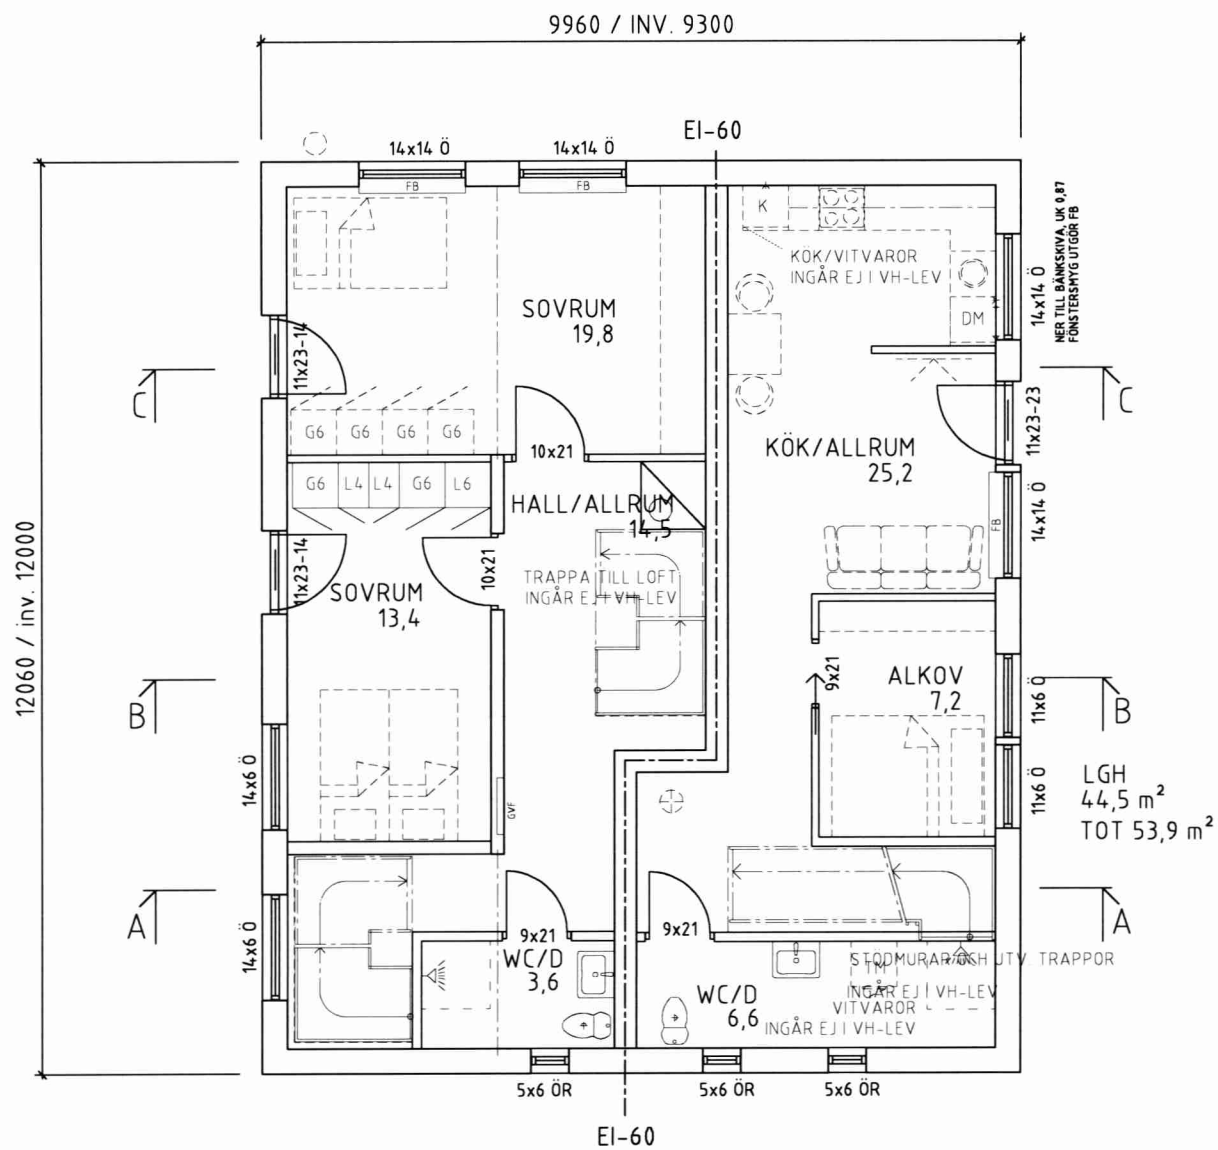 9960 / INV. 9300
EI-60
14x14 Ö
14x14 Ö
FB
FB
K
KÖK/VITVAROR
INGÅR EJ I VH-LEV
NER TILL BÄNKSKIVA, UK 0,87
FÖNSTERSMYG UTGÖR FB
14x14 Ö
DM
SOVRUM
19,8
11x23-14
C
C
G6
G6
G6
G6
10x21
11x23-23
KÖK/ALLRUM
25,2
G6
L4
L4
G6
L6
HALL/ALLRUM
14,5
14x14 Ö
FB
12060 / inv. 12000
11x23-14
10x21
SOVRUM
13,4
TRAPPA TILL LOFT
INGÅR EJ I VH-LEV
9x21
ALKOV
7,2
11x6 Ö
B
B
14x6 Ö
11x6 Ö
GVF
LGH
44,5 m²
TOT 53,9 m²
A
A
14x6 Ö
9x21
9x21
WC/D
3,6
WC/D
6,6
TM
STÖDMURAR OCH UTV. TRAPPOR
INGÅR EJ I VH-LEV
VITVAROR
INGÅR EJ I VH-LEV
5x6 ÖR
5x6 ÖR
5x6 ÖR
EI-60